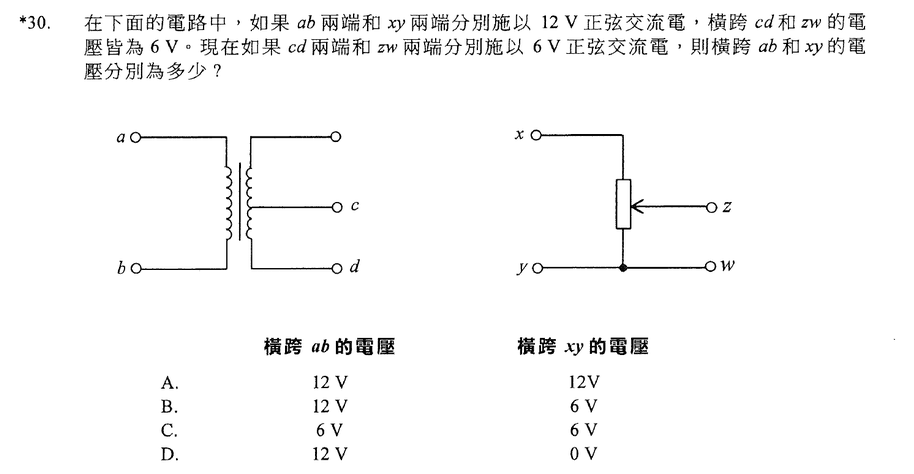 *30. 在下面的電路中，如果 ab 兩端和 xy 兩端分別施以 12 V 正弦交流電，橫跨 cd 和 zw 的電
壓皆為 6 V。現在如果 cd 兩端和 zw 兩端分別施以 6 V 正弦交流電，則橫跨 ab 和 xy 的電
壓分別為多少？
a
x
c
z
b
d
y
w
橫跨 ab 的電壓 橫跨 xy 的電壓
A. 12 V 12V
B. 12 V 6 V
C. 6 V 6 V
D. 12 V 0 V